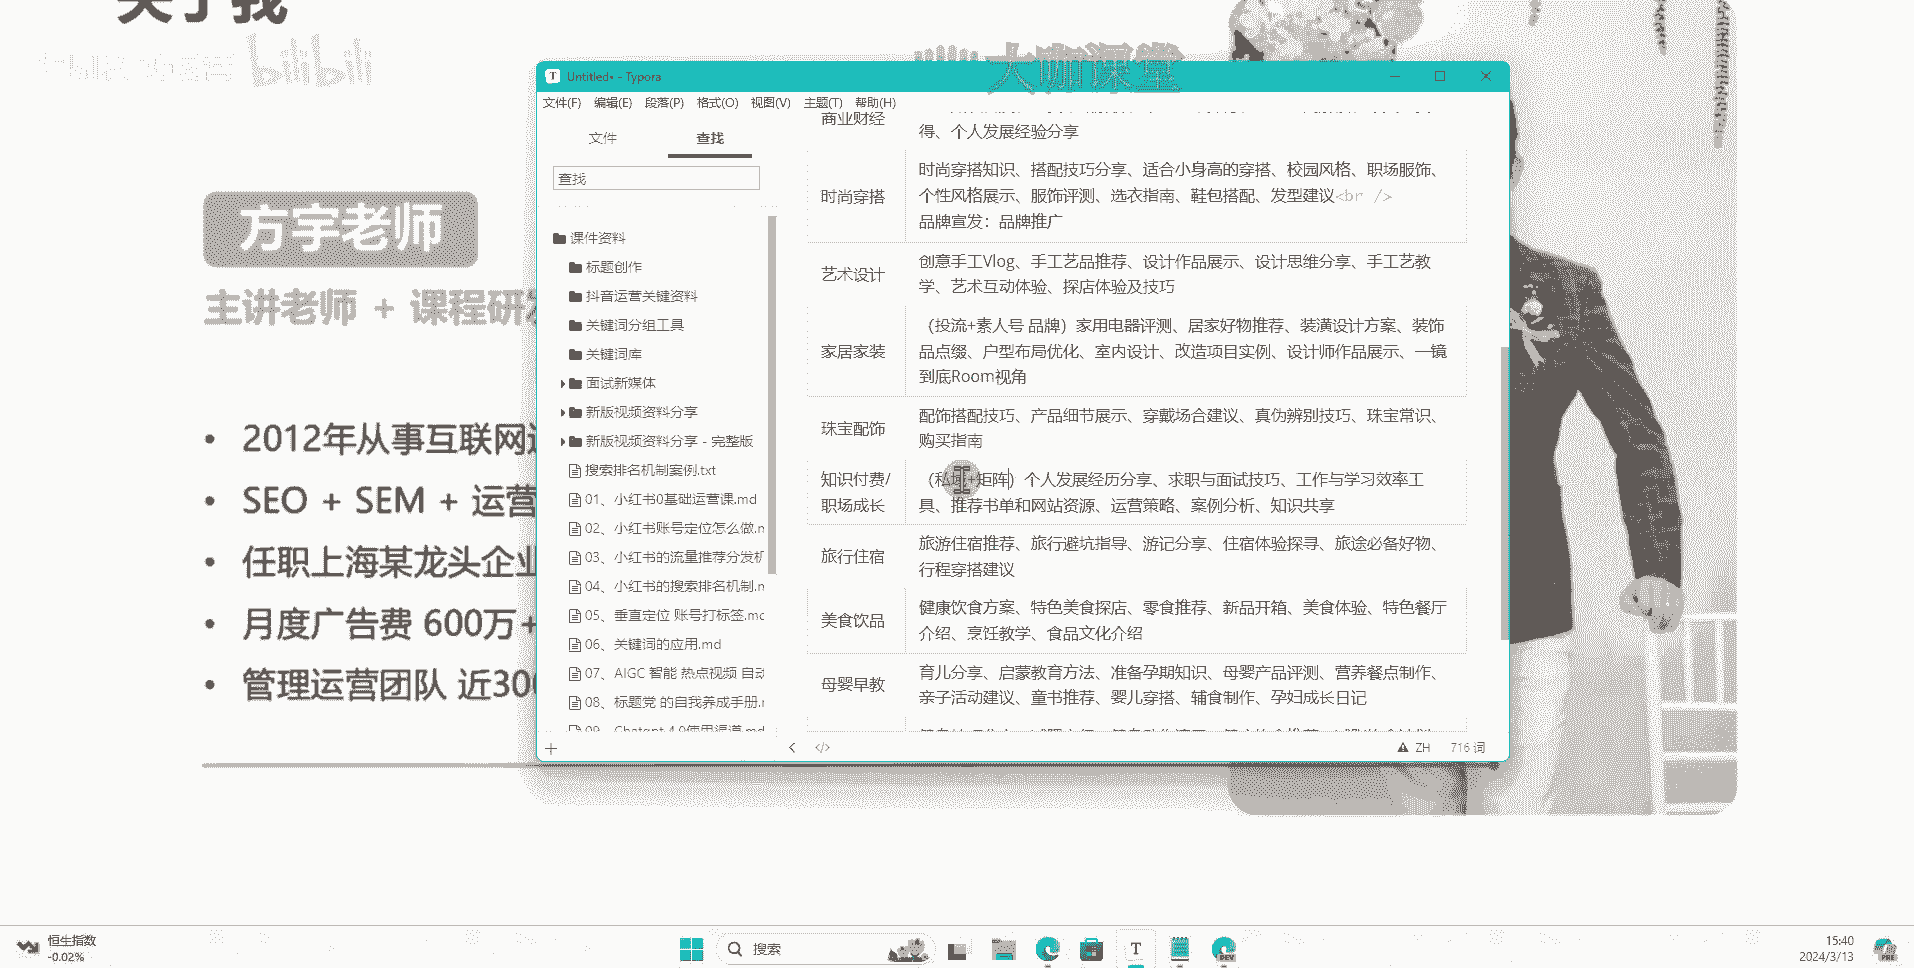 关于我
bilibili
大咖课堂
方宇老师
主讲老师 + 课程研
2012年从事互联网
SEO + SEM + 运营
任职上海某龙头企业
月度广告费 600万+
管理运营团队 近300
Untitled• - Typora
文件(F) 编辑(E) 段落(P) 格式(O) 视图(V) 主题(T) 帮助(H)
文件 查找
查找
课件资料
标题创作
抖音运营关键资料
关键词分组工具
关键词库
面试新媒体
新版视频资料分享
新版视频资料分享 - 完整版
搜索排名机制案例.txt
01、小红书0基础运营课.md
02、小红书账号定位怎么做.m
03、小红书的流量推荐分发机
04、小红书的搜索排名机制.m
05、垂直定位 账号打标签.md
06、关键词的应用.md
07、AIGC 智能 热点视频 自动
08、标题党 的自我养成手册.m
09、Chatgpt 4.0使用渠道.md
商业财经
得、个人发展经验分享
时尚穿搭
时尚穿搭知识、搭配技巧分享、适合小身高的穿搭、校园风格、职场服饰、
个性风格展示、服饰评测、选衣指南、鞋包搭配、发型建议<br />
品牌宣发：品牌推广
艺术设计
创意手工Vlog、手工艺品推荐、设计作品展示、设计思维分享、手工艺教
学、艺术互动体验、探店体验及技巧
家居家装
（投流+素人号 品牌）家用电器评测、居家好物推荐、装潢设计方案、装饰
品点缀、户型布局优化、室内设计、改造项目实例、设计师作品展示、一镜
到底Room视角
珠宝配饰
配饰搭配技巧、产品细节展示、穿戴场合建议、真伪辨别技巧、珠宝常识、
购买指南
知识付费/
职场成长
（私域+矩阵）个人发展经历分享、求职与面试技巧、工作与学习效率工
具、推荐书单和网站资源、运营策略、案例分析、知识共享
旅行住宿
旅游住宿推荐、旅行避坑指导、游记分享、住宿体验探寻、旅途必备好物、
行程穿搭建议
美食饮品
健康饮食方案、特色美食探店、零食推荐、新品开箱、美食体验、特色餐厅
介绍、烹饪教学、食品文化介绍
母婴早教
育儿分享、启蒙教育方法、准备孕期知识、母婴产品评测、营养餐点制作、
亲子活动建议、童书推荐、婴儿穿搭、辅食制作、孕妇成长日记
ZH 716 词
恒生指数
-0.02%
搜索
15:40
2024/3/13